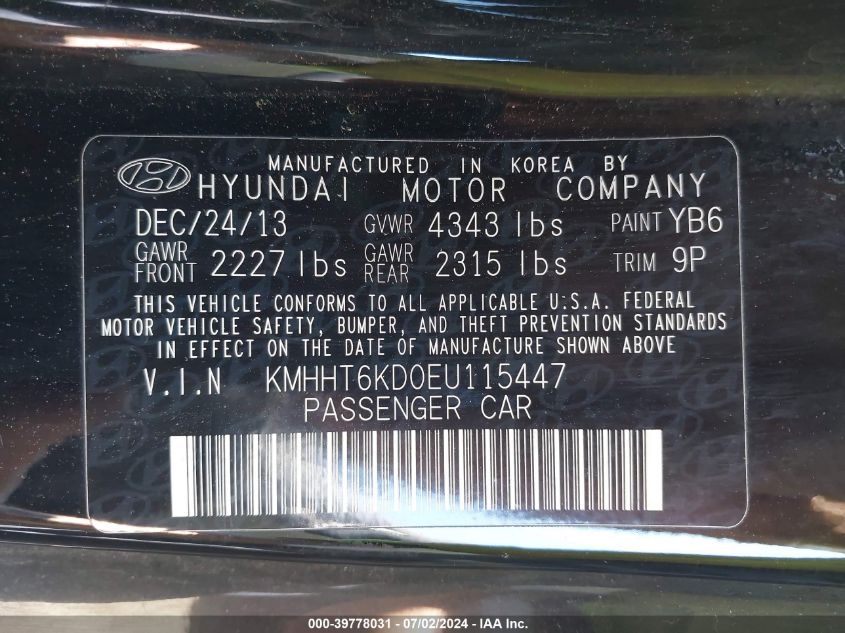 MANUFACTURED IN KOREA BY
HYUNDAI MOTOR COMPANY
DEC/24/13 GVWR 4343 lbs PAINT YB6
GAWR FRONT 2227 lbs GAWR REAR 2315 lbs TRIM 9P
THIS VEHICLE CONFORMS TO ALL APPLICABLE U.S.A. FEDERAL
MOTOR VEHICLE SAFETY, BUMPER, AND THEFT PREVENTION STANDARDS
IN EFFECT ON THE DATE OF MANUFACTURE SHOWN ABOVE
V.I.N KMHHT6KD0EU115447
PASSENGER CAR
000-39778031 - 07/02/2024 - IAA Inc.